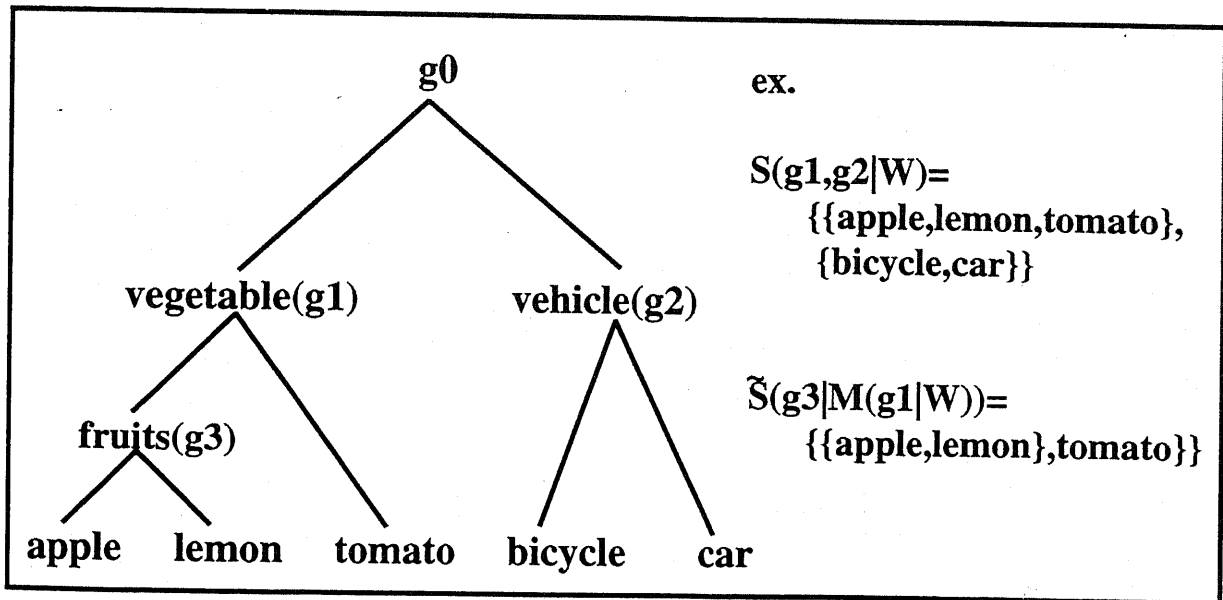 g0
vegetable(g1) vehicle(g2)
fruits(g3)
apple lemon tomato bicycle car
ex.
S(g1,g2|W)=
{{apple,lemon,tomato},
{bicycle,car}}
S̃(g3|M(g1|W))=
{{apple,lemon},tomato}}